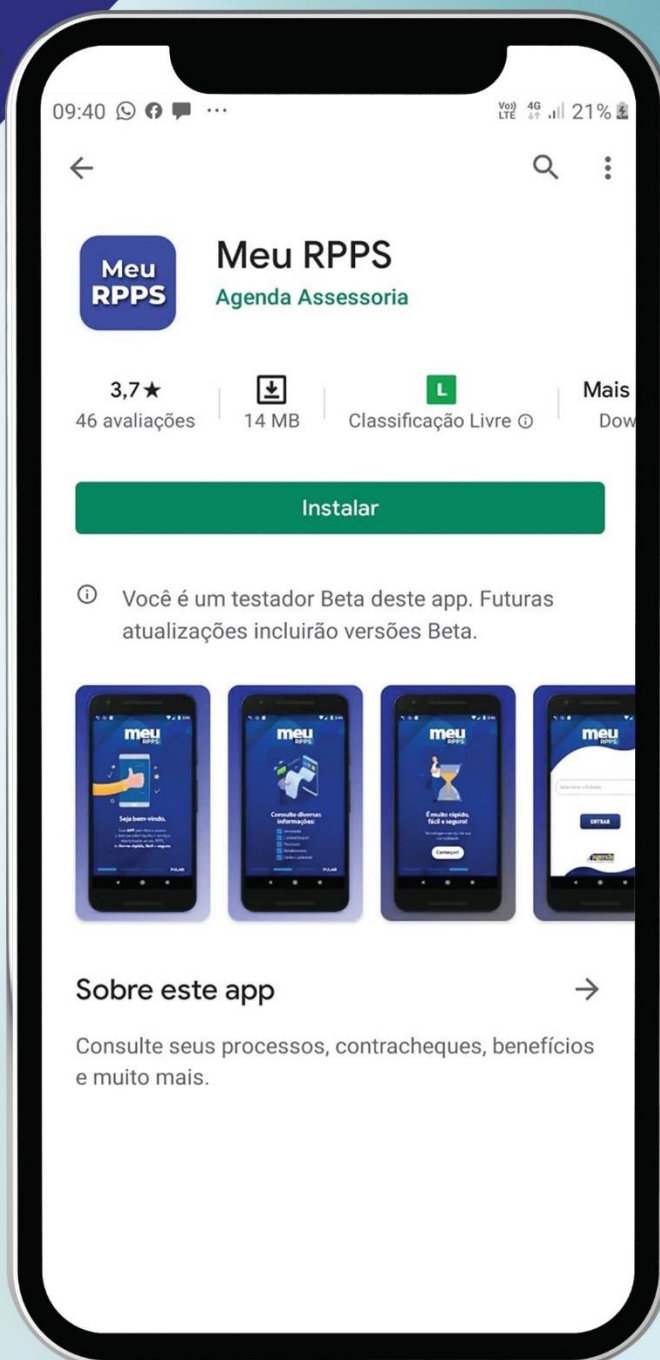 09:40
Vo)) LTE 4G 21%
Meu
RPPS
Meu RPPS
Agenda Assessoria
3,7★
46 avaliações
14 MB
L
Classificação Livre
Mais
Dow
Instalar
Você é um testador Beta deste app. Futuras
atualizações incluirão versões Beta.
meu
RPPS
Seja bem-vindo.
PULAR
meu
RPPS
Consulte diversas
informações:
PULAR
meu
RPPS
É muito rápido,
fácil e seguro!
Começar!
meu
RPPS
ENTRAR
Agenda
Sobre este app
Consulte seus processos, contracheques, benefícios
e muito mais.